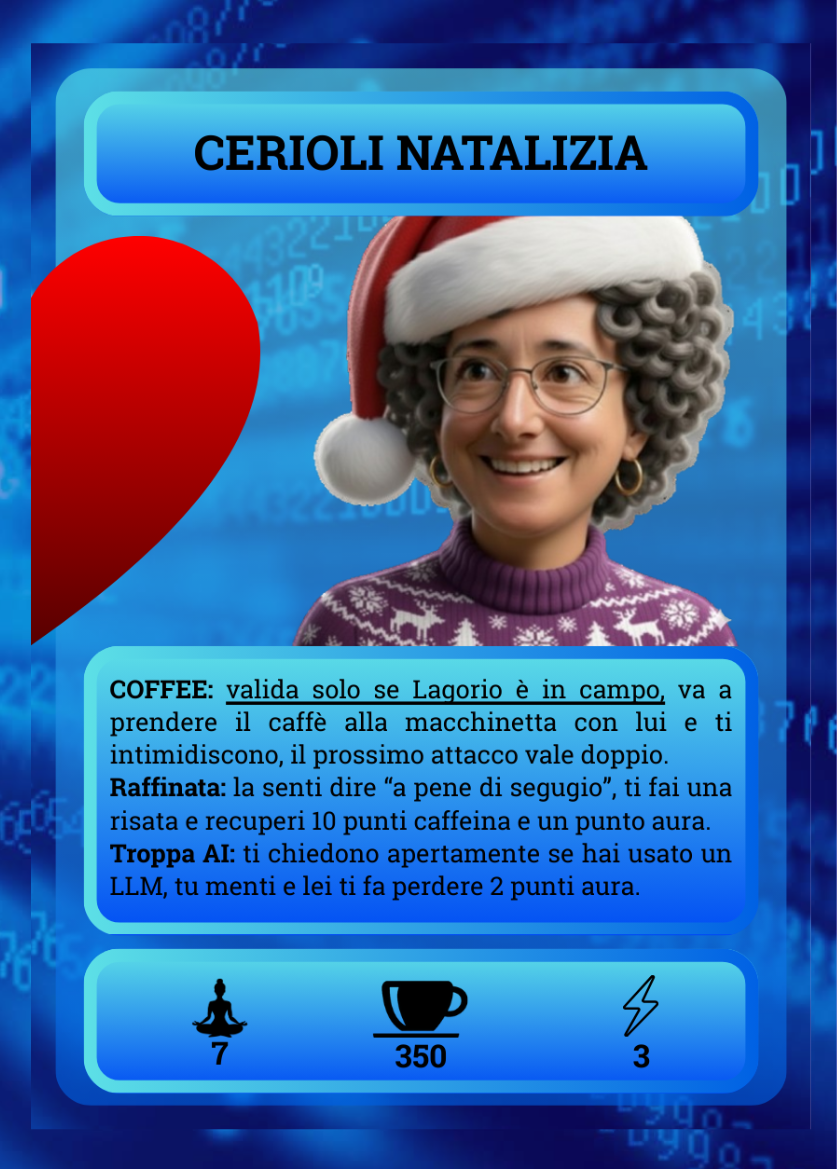 CERIOLI NATALIZIA
COFFEE: valida solo se Lagorio è in campo, va a
prendere il caffè alla macchinetta con lui e ti
intimidiscono, il prossimo attacco vale doppio.
Raffinata: la senti dire “a pene di segugio”, ti fai una
risata e recuperi 10 punti caffeina e un punto aura.
Troppa AI: ti chiedono apertamente se hai usato un
LLM, tu menti e lei ti fa perdere 2 punti aura.
7 350 3